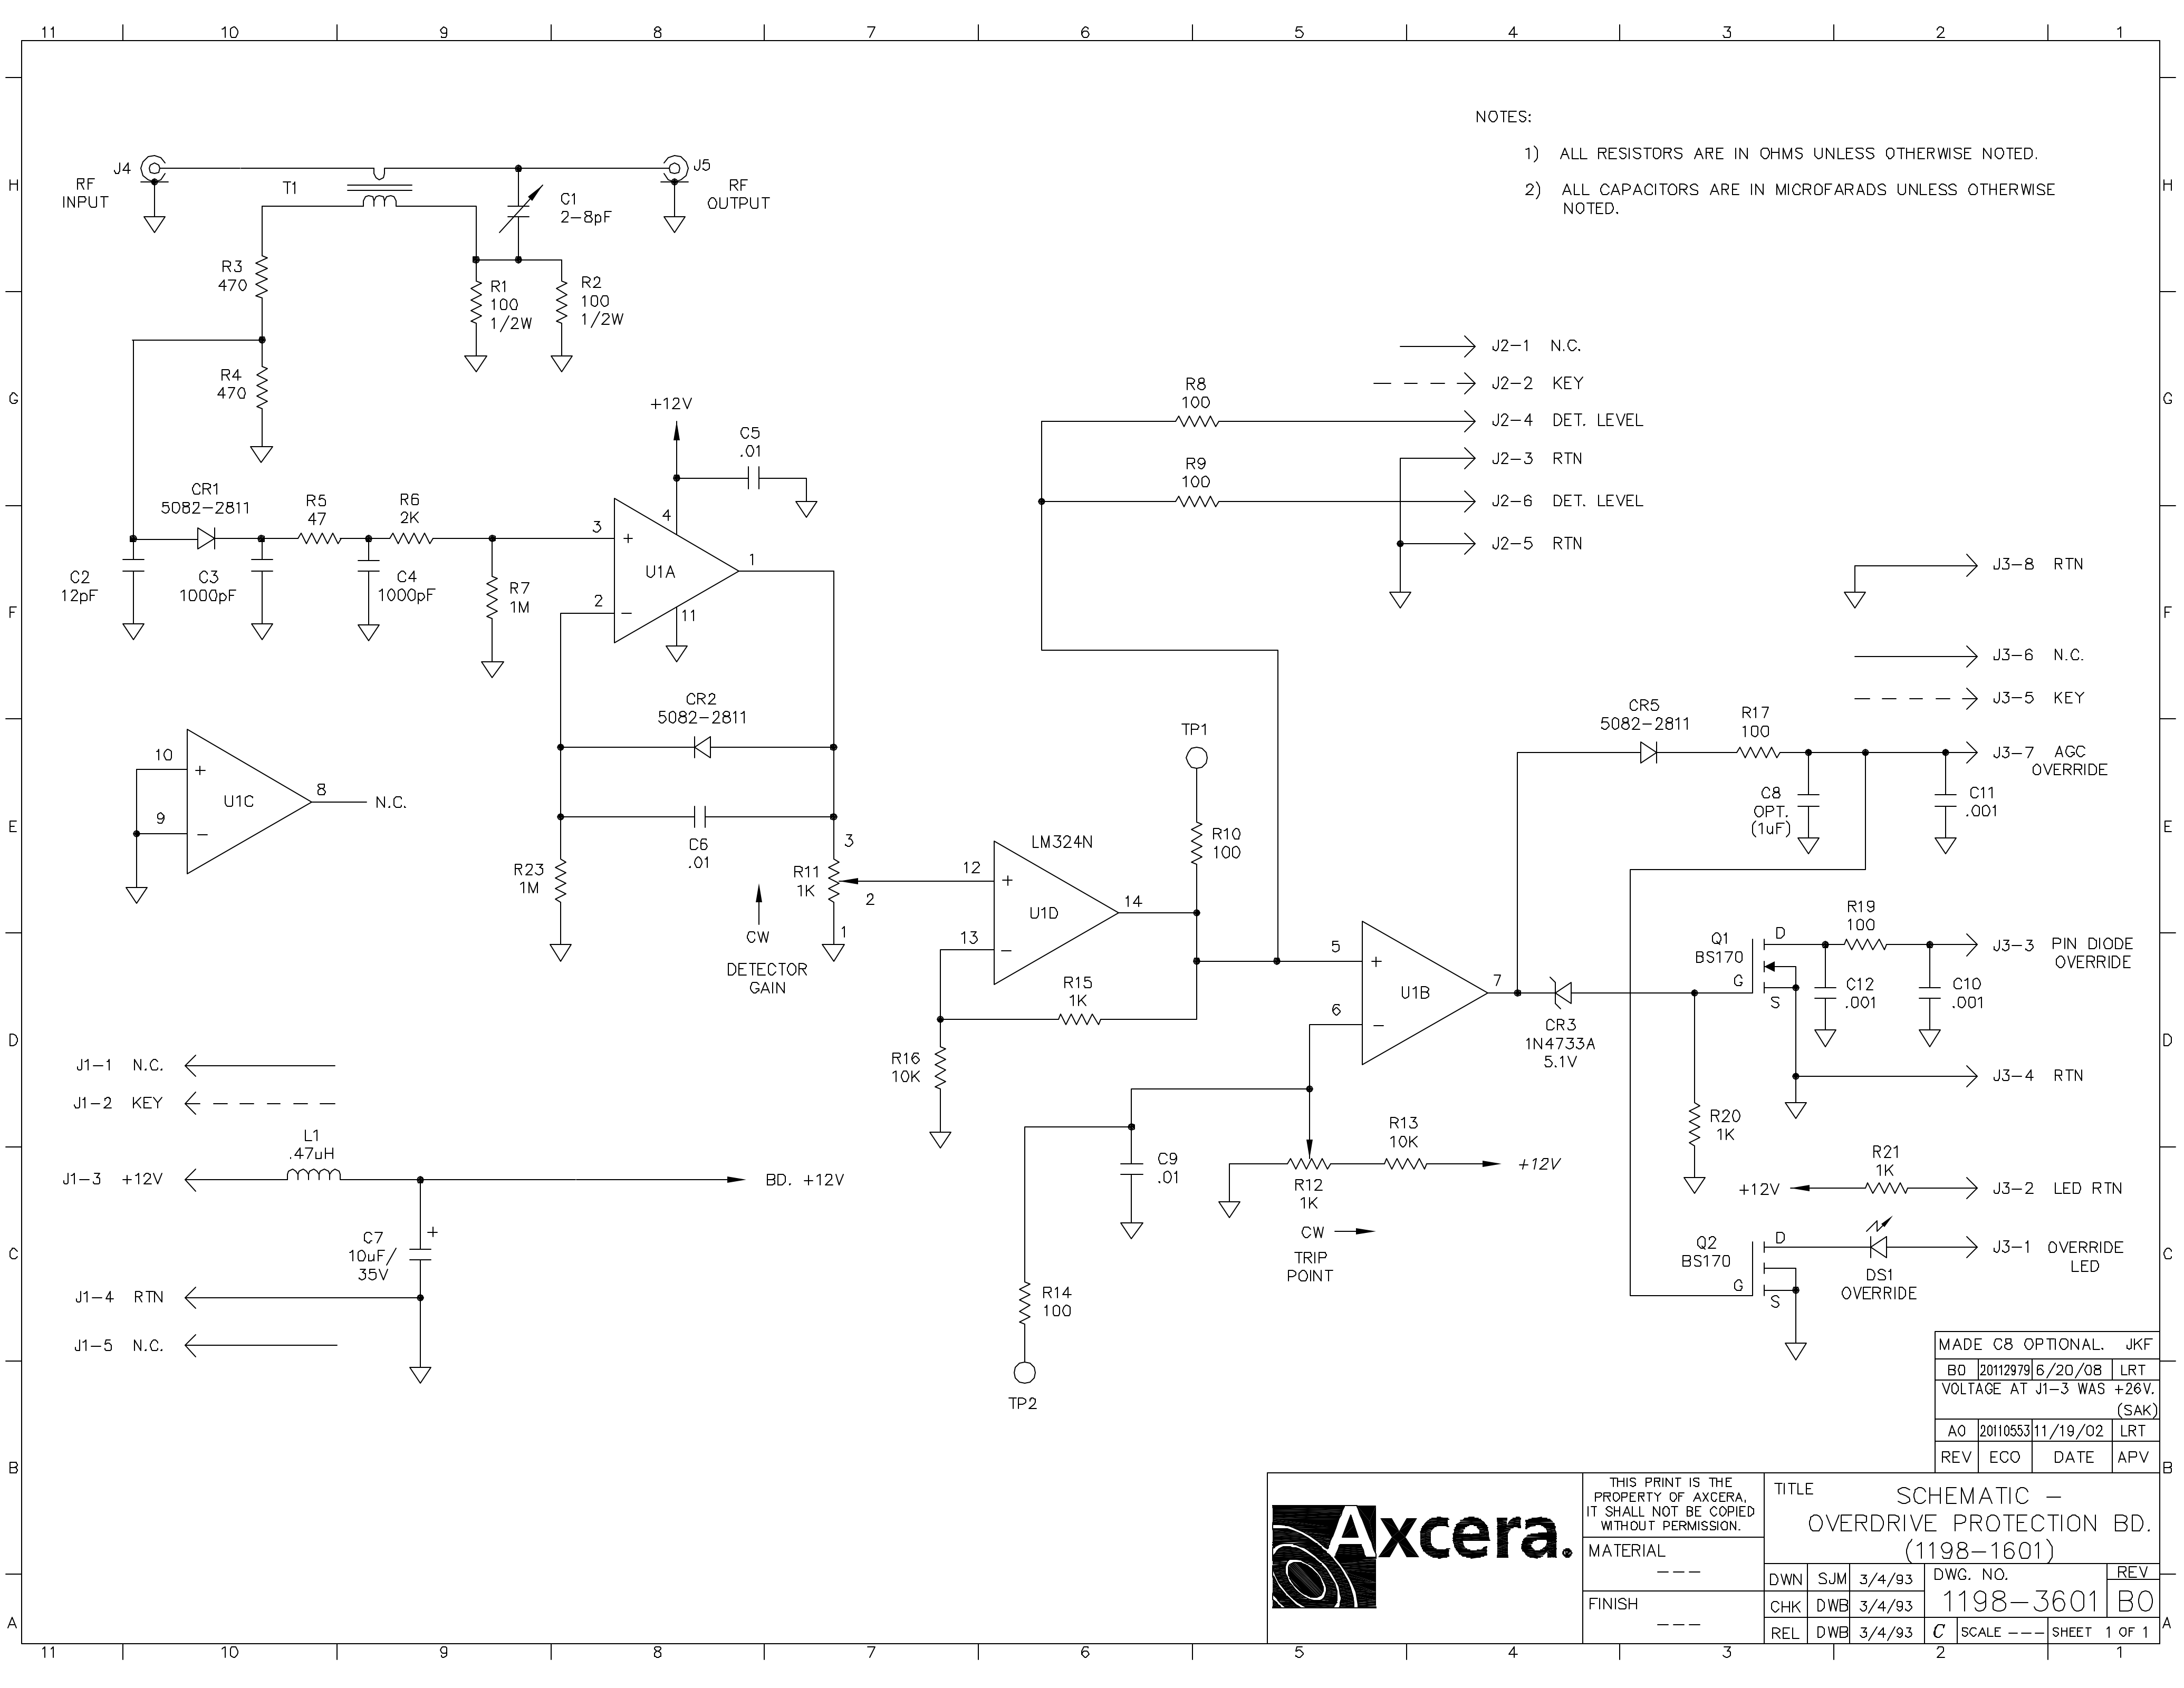 11 10 9 8 7 6 5 4 3 2 1
H
G
F
E
D
C
B
A
H
G
F
E
D
C
B
A
NOTES:
1) ALL RESISTORS ARE IN OHMS UNLESS OTHERWISE NOTED.
2) ALL CAPACITORS ARE IN MICROFARADS UNLESS OTHERWISE
NOTED.
J4
RF
INPUT
T1
J5
RF
OUTPUT
C1
2-8pF
R3
470
R1
100
1/2W
R2
100
1/2W
R4
470
+12V
C5
.01
CR1
5082-2811
R5
47
R6
2K
3
+
4
U1A
1
2
-
11
C2
12pF
C3
1000pF
C4
1000pF
R7
1M
CR2
5082-2811
C6
.01
10
+
U1C
8
N.C.
9
-
R23
1M
3
R11
1K
2
1
CW
DETECTOR
GAIN
LM324N
12
+
U1D
14
13
-
TP1
R10
100
R15
1K
R16
10K
R8
100
R9
100
J2-1 N.C.
J2-2 KEY
J2-4 DET. LEVEL
J2-3 RTN
J2-6 DET. LEVEL
J2-5 RTN
J3-8 RTN
J3-6 N.C.
J3-5 KEY
CR5
5082-2811
R17
100
J3-7 AGC
OVERRIDE
C8
OPT.
(1uF)
C11
.001
5
+
U1B
7
6
-
CR3
1N4733A
5.1V
Q1
BS170
D
G
S
R19
100
J3-3 PIN DIODE
OVERRIDE
C12
.001
C10
.001
J3-4 RTN
R20
1K
R21
1K
+12V
J3-2 LED RTN
Q2
BS170
D
G
S
DS1
OVERRIDE
J3-1 OVERRIDE
LED
C9
.01
R13
10K
+12V
R12
1K
CW
TRIP
POINT
R14
100
TP2
J1-1 N.C.
J1-2 KEY
L1
.47uH
J1-3 +12V
BD. +12V
C7
10uF/
35V
+
J1-4 RTN
J1-5 N.C.
MADE C8 OPTIONAL. JKF
B0 20112979 6/20/08 LRT
VOLTAGE AT J1-3 WAS +26V.
(SAK)
A0 20110553 11/19/02 LRT
REV ECO DATE APV
Axcera.
THIS PRINT IS THE
PROPERTY OF AXCERA,
IT SHALL NOT BE COPIED
WITHOUT PERMISSION.
MATERIAL
---
FINISH
---
TITLE
SCHEMATIC -
OVERDRIVE PROTECTION BD.
(1198-1601)
DWN SJM 3/4/93
CHK DWB 3/4/93
REL DWB 3/4/93
DWG. NO.
1198-3601
REV
B0
C SCALE --- SHEET 1 OF 1
11 10 9 8 7 6 5 4 3 2 1